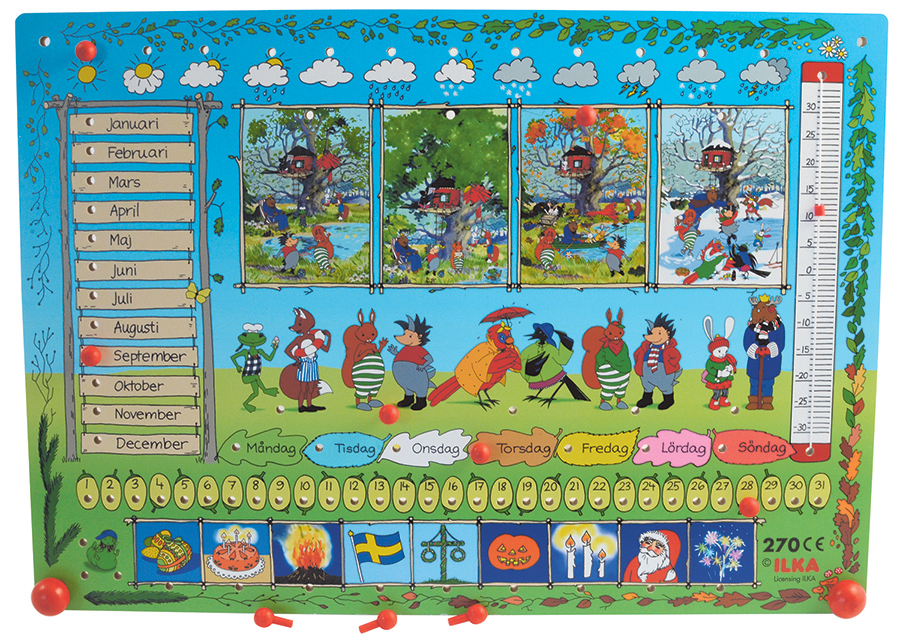 Januari
Februari
Mars
April
Maj
Juni
Juli
Augusti
September
Oktober
November
December
30
25
20
15
10
5
0
-5
-10
-15
-20
-25
-30
Måndag Tisdag Onsdag Torsdag Fredag Lördag Söndag
1 2 3 4 5 6 7 8 9 10 11 12 13 14 15 16 17 18 19 20 21 22 23 24 25 26 27 28 29 30 31
270 CE
© ILKA
Licensing ILKA